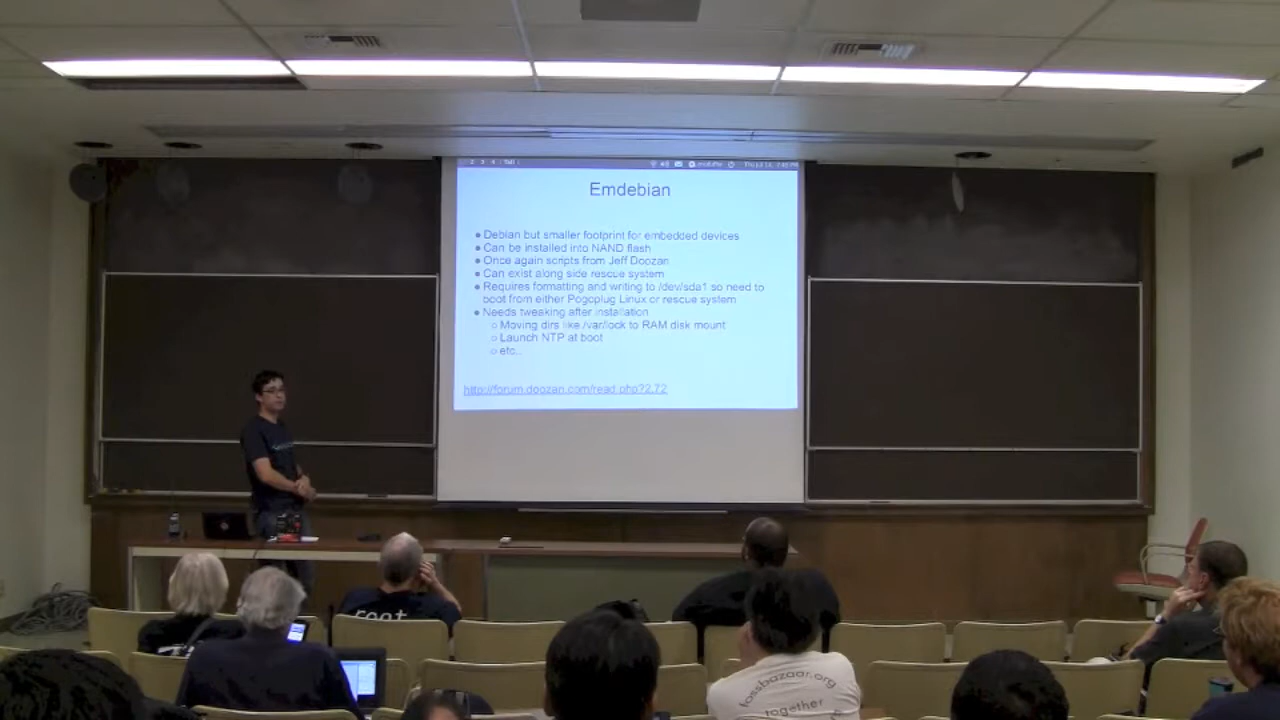 Emdebian
● Debian but smaller footprint for embedded devices
● Can be installed into NAND flash
● Once again scripts from Jeff Doozan
● Can exist along side rescue system
● Requires formatting and writing to /dev/sda1 so need to
boot from either Pogoplug Linux or rescue system
● Needs tweaking after installation
○ Moving dirs like /var/lock to RAM disk mount
○ Launch NTP at boot
○ etc...
http://forum.doozan.com/read.php?2,72
root
fossbazaar.org
together